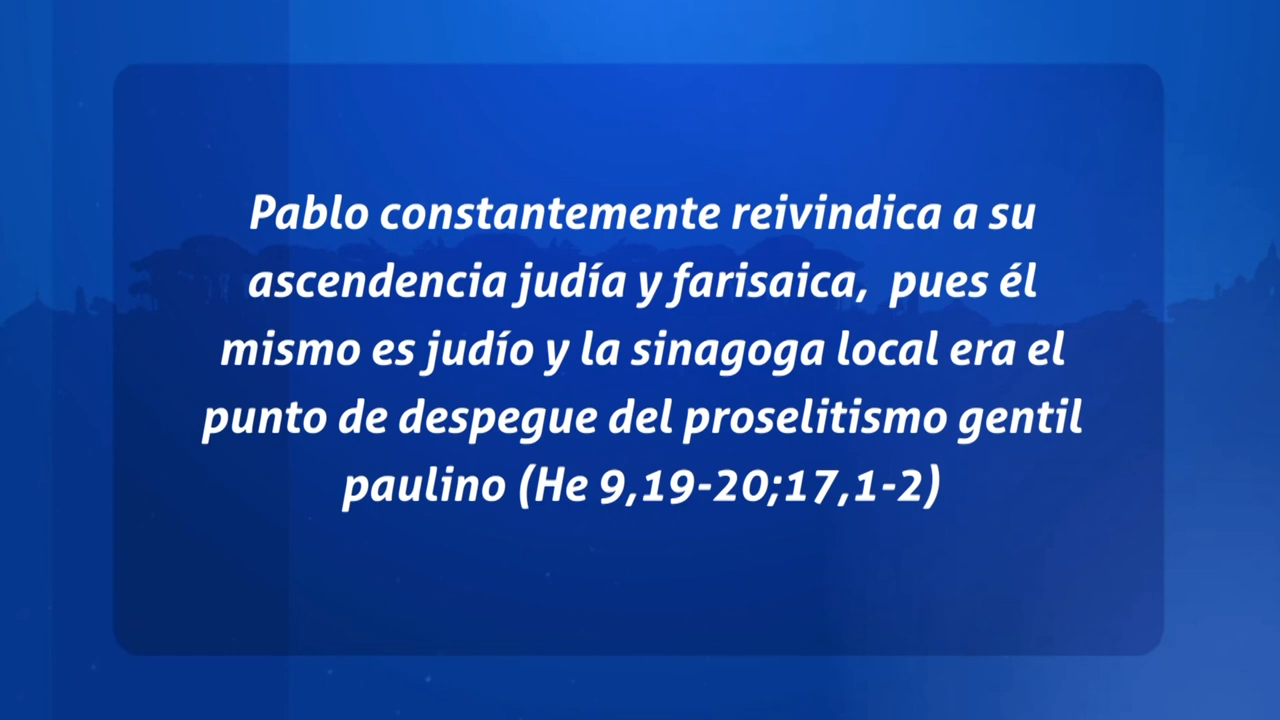 Pablo constantemente reivindica a su
ascendencia judía y farisaica,  pues él
mismo es judío y la sinagoga local era el
punto de despegue del proselitismo gentil
paulino (He 9,19-20;17,1-2)